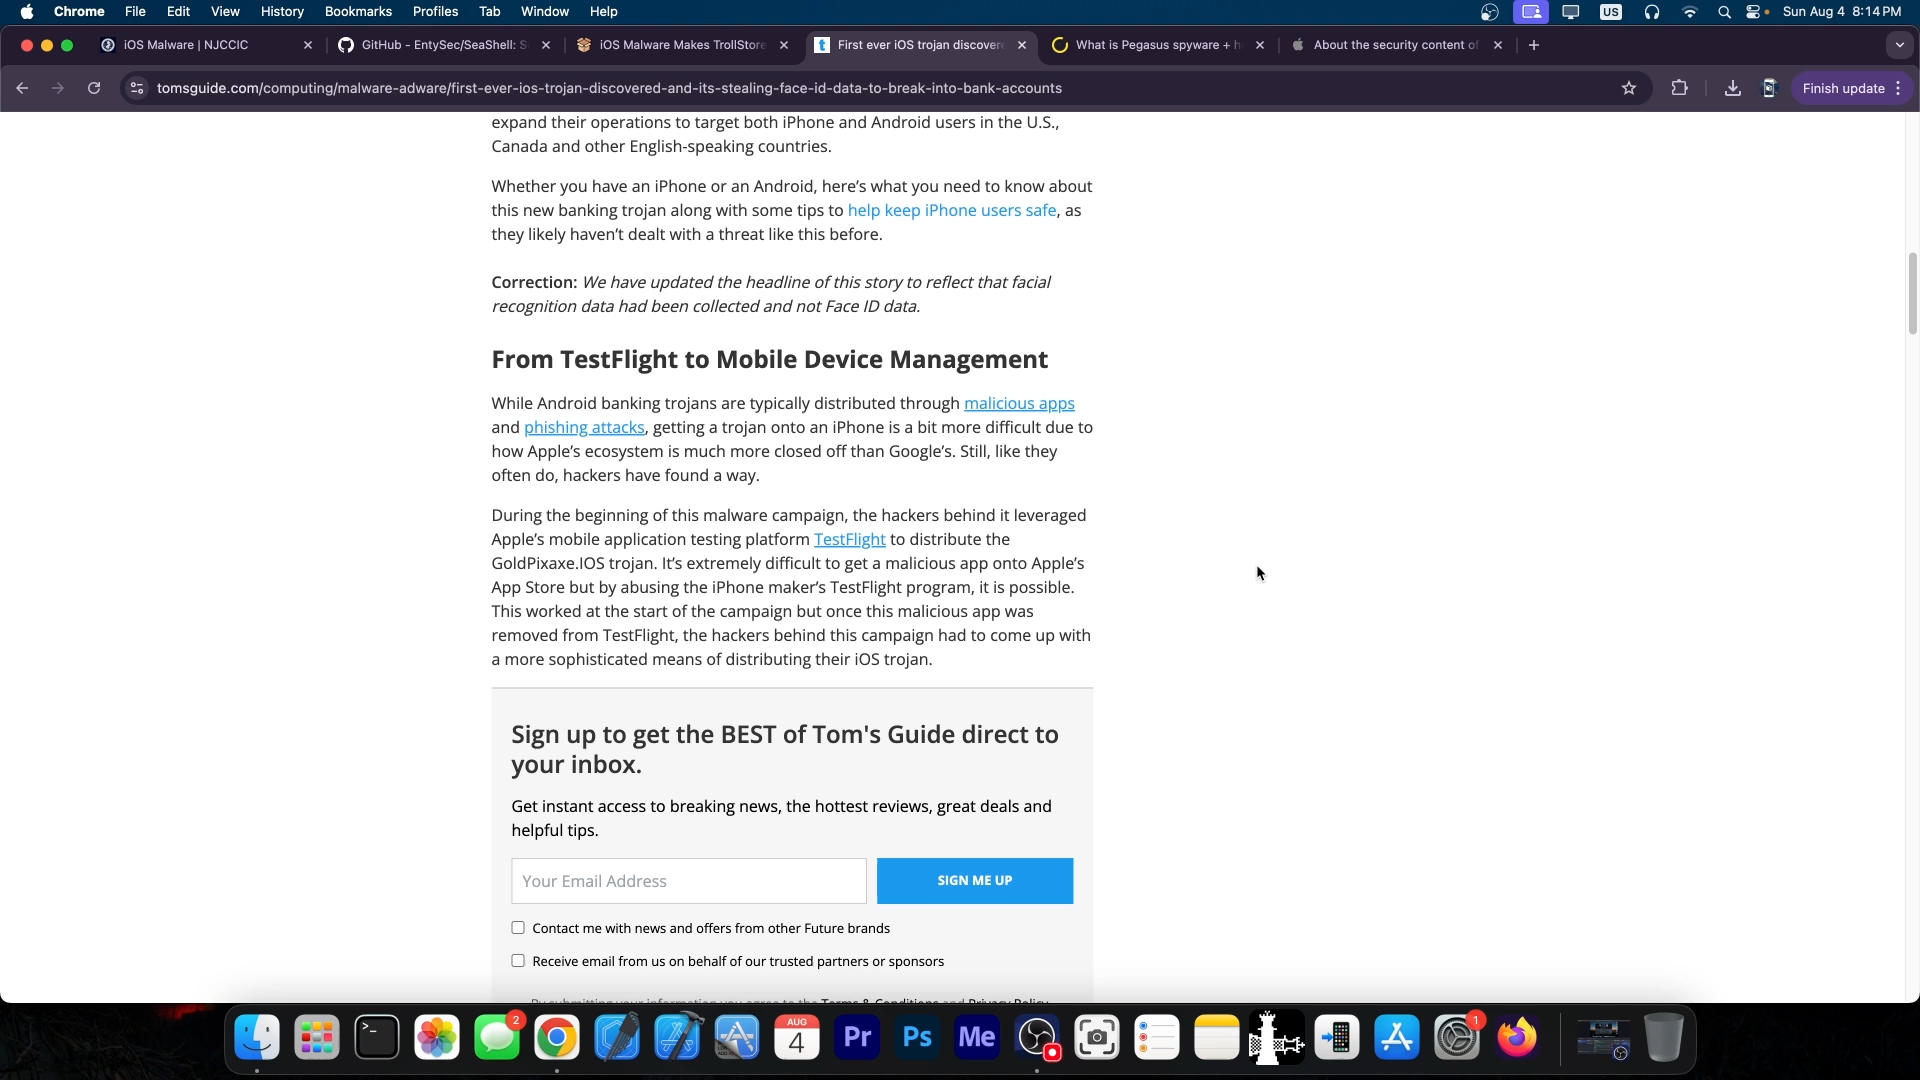 Chrome File Edit View History Bookmarks Profiles Tab Window Help US Sun Aug 4 8:14 PM
iOS Malware | NJCCIC GitHub - EntySec/SeaShell: S iOS Malware Makes TrollStore First ever iOS trojan discovere What is Pegasus spyware + h About the security content of
tomsguide.com/computing/malware-adware/first-ever-ios-trojan-discovered-and-its-stealing-face-id-data-to-break-into-bank-accounts Finish update
expand their operations to target both iPhone and Android users in the U.S.,
Canada and other English-speaking countries.
Whether you have an iPhone or an Android, here’s what you need to know about
this new banking trojan along with some tips to help keep iPhone users safe, as
they likely haven’t dealt with a threat like this before.
Correction: We have updated the headline of this story to reflect that facial
recognition data had been collected and not Face ID data.
From TestFlight to Mobile Device Management
While Android banking trojans are typically distributed through malicious apps
and phishing attacks, getting a trojan onto an iPhone is a bit more difficult due to
how Apple’s ecosystem is much more closed off than Google’s. Still, like they
often do, hackers have found a way.
During the beginning of this malware campaign, the hackers behind it leveraged
Apple’s mobile application testing platform TestFlight to distribute the
GoldPixaxe.IOS trojan. It’s extremely difficult to get a malicious app onto Apple’s
App Store but by abusing the iPhone maker’s TestFlight program, it is possible.
This worked at the start of the campaign but once this malicious app was
removed from TestFlight, the hackers behind this campaign had to come up with
a more sophisticated means of distributing their iOS trojan.
Sign up to get the BEST of Tom's Guide direct to
your inbox.
Get instant access to breaking news, the hottest reviews, great deals and
helpful tips.
Your Email Address SIGN ME UP
Contact me with news and offers from other Future brands
Receive email from us on behalf of our trusted partners or sponsors
By submitting your information you agree to the Terms & Conditions and Privacy Policy
2 AUG 4 Pr Ps Me 1